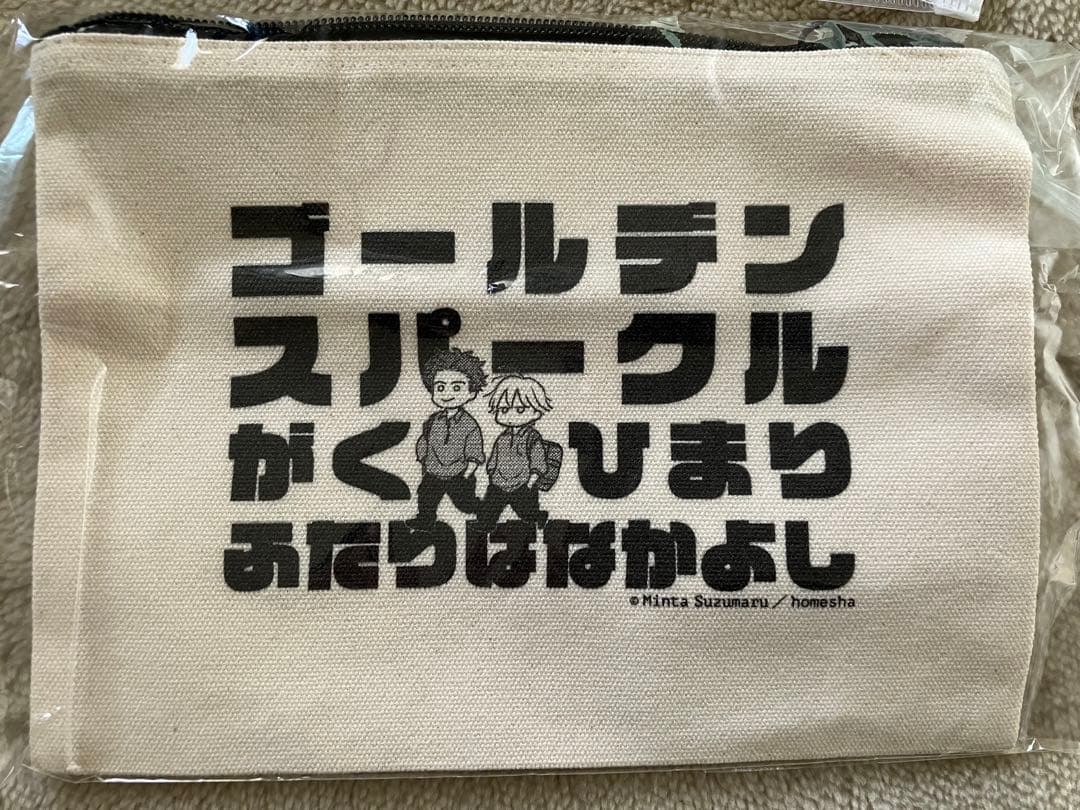 ゴールデン
スパークル
がく ひまり
ふたりはなかよし
© Minta Suzumaru／homesha